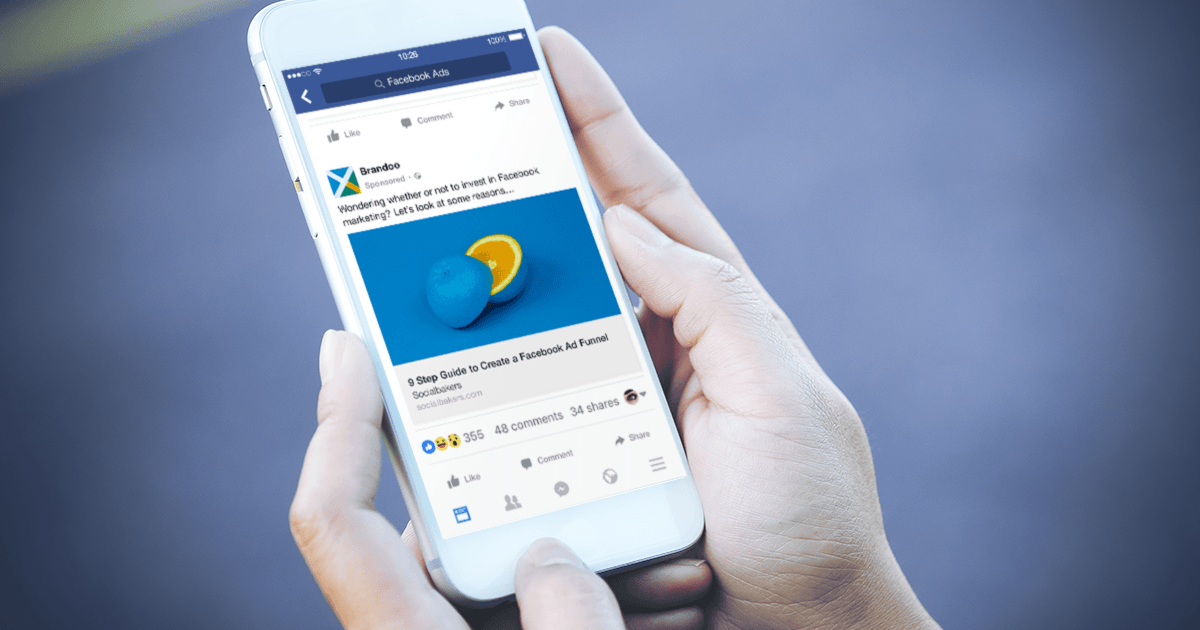 10:26
100%
Facebook Ads
Like
Comment
Share
Brandoo
Sponsored ·
Wondering whether or not to invest in Facebook
marketing? Let's look at some reasons...
9 Step Guide to Create a Facebook Ad Funnel
Socialbakers
socialbakers.com
355
48 comments
34 shares
Like
Comment
Share